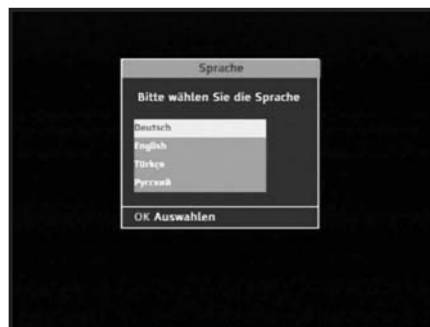 Sprache
Bitte wählen Sie die Sprache
Deutsch
English
Türkçe
Русский
OK Auswahlen